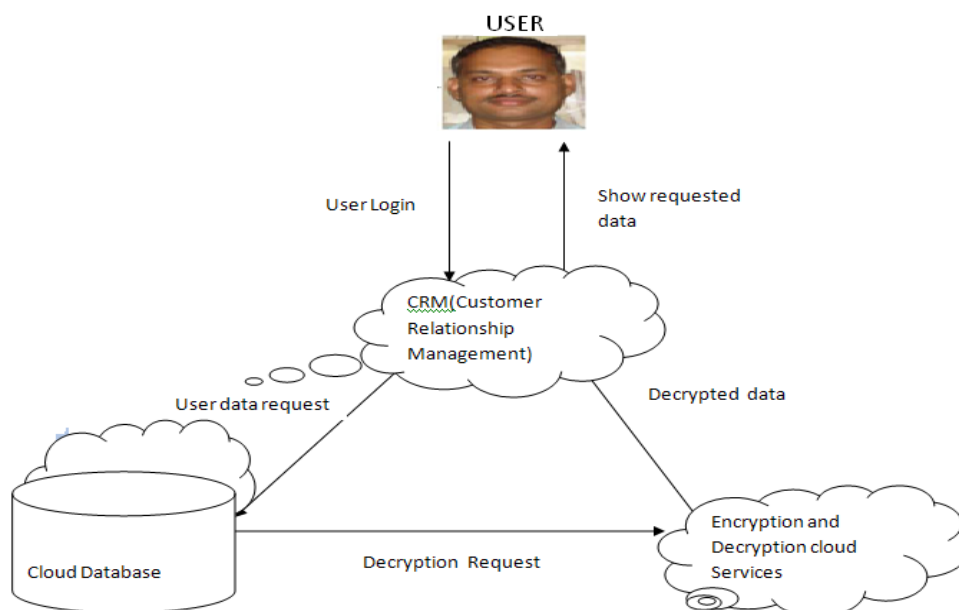 USER
User Login
Show requested
data
CRM(Customer
Relationship
Management)
User data request
Decrypted data
Cloud Database
Decryption Request
Encryption and
Decryption cloud
Services